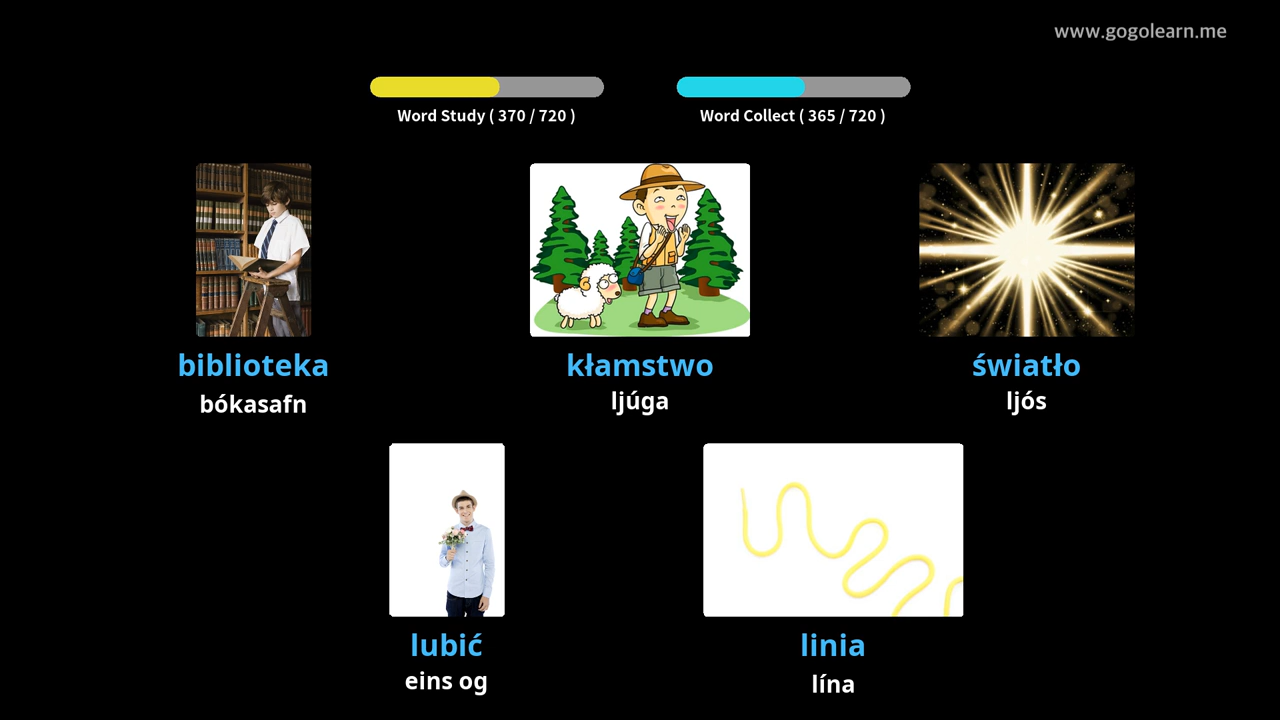 www.gogolearn.me
Word Study ( 370 / 720 )
Word Collect ( 365 / 720 )
biblioteka
bókasafn
kłamstwo
ljúga
światło
ljós
lubić
eins og
linia
lína